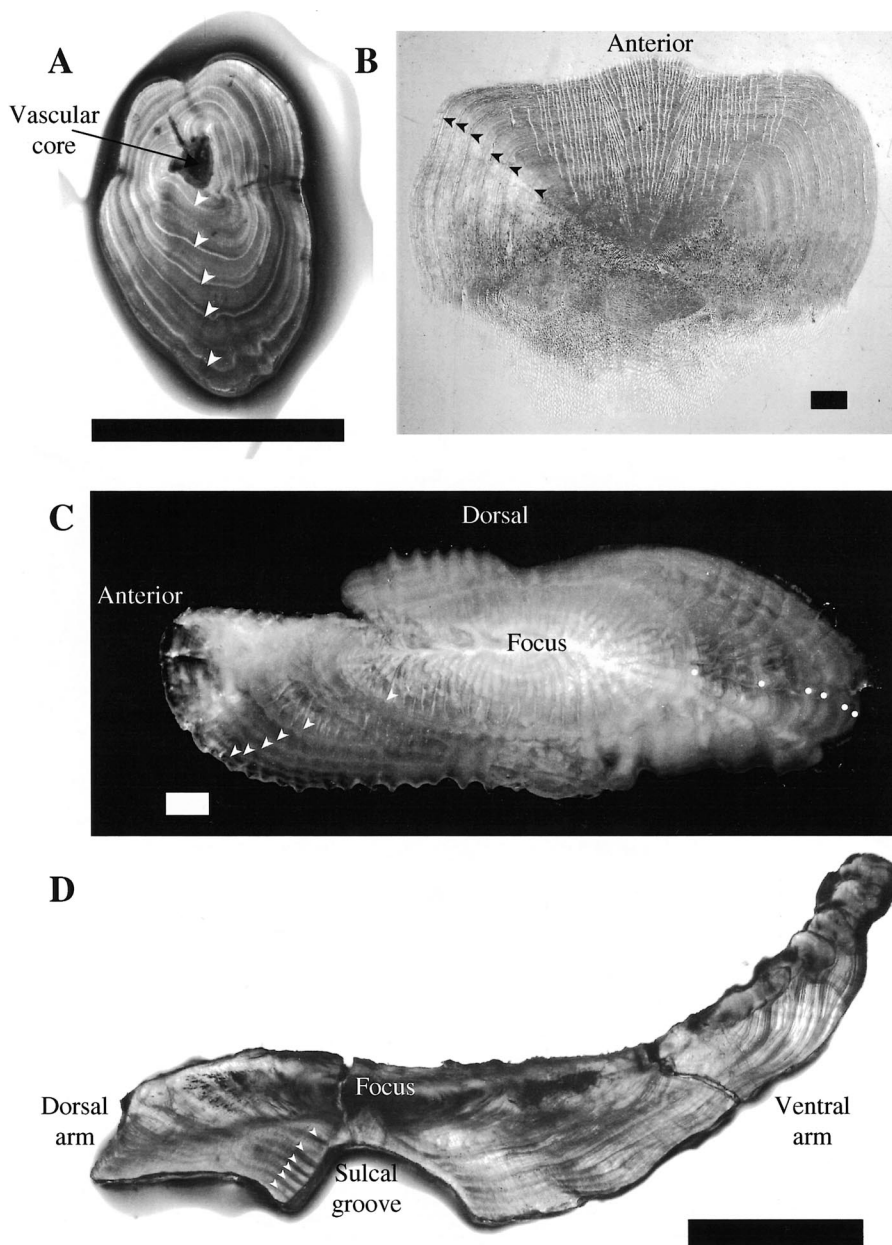 A
Vascular
core
B
Anterior
C
Dorsal
Anterior
Focus
D
Focus
Dorsal
arm
Sulcal
groove
Ventral
arm